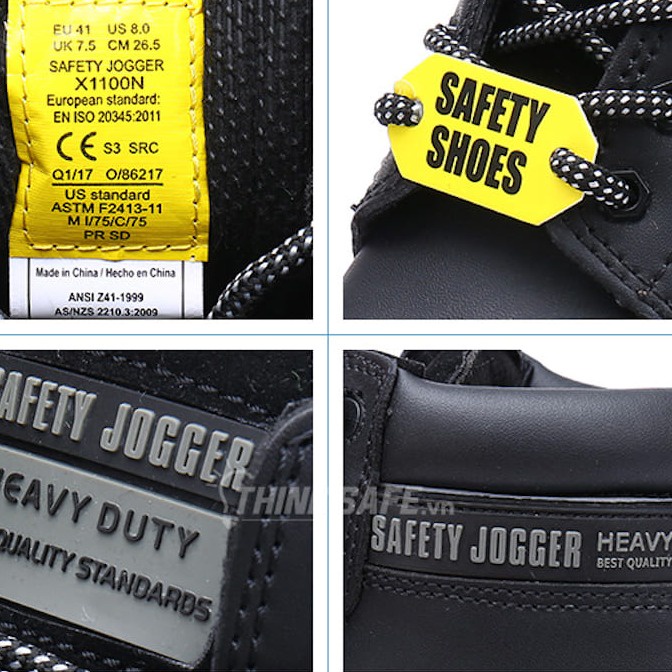 EU 41 US 8.0
UK 7.5 CM 26.5
SAFETY JOGGER
X1100N
European standard:
EN ISO 20345:2011
CE S3 SRC
Q1/17 O/86217
US standard
ASTM F2413-11
M I/75/C/75
PR SD
Made in China / Hecho en China
ANSI Z41-1999
AS/NZS 2210.3:2009
SAFETY
SHOES
SAFETY JOGGER
HEAVY DUTY
QUALITY STANDARDS
THINKSAFE.vn
SAFETY JOGGER HEAVY
BEST QUALITY